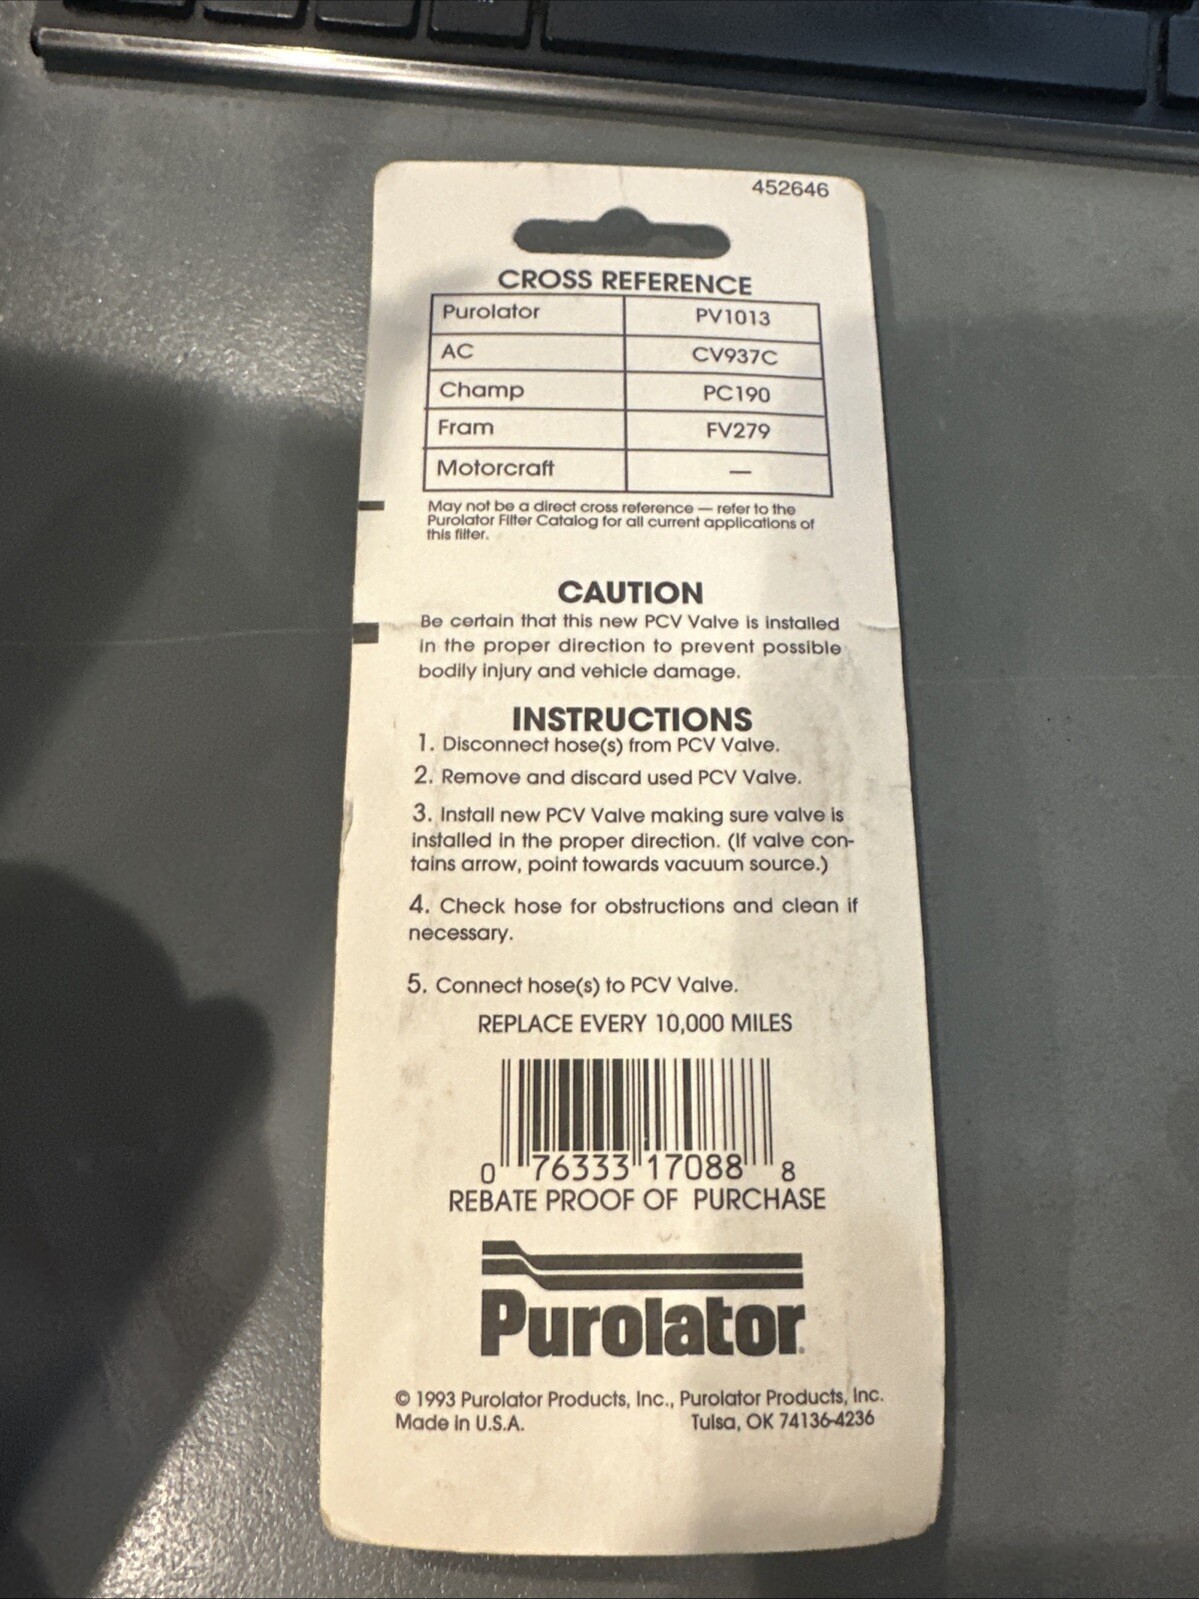 452646
CROSS REFERENCE
Purolator PV1013
AC CV937C
Champ PC190
Fram FV279
Motorcraft —
May not be a direct cross reference — refer to the
Purolator Filter Catalog for all current applications of
this filter.
CAUTION
Be certain that this new PCV Valve is installed
in the proper direction to prevent possible
bodily injury and vehicle damage.
INSTRUCTIONS
1. Disconnect hose(s) from PCV Valve.
2. Remove and discard used PCV Valve.
3. Install new PCV Valve making sure valve is
installed in the proper direction. (If valve con-
tains arrow, point towards vacuum source.)
4. Check hose for obstructions and clean if
necessary.
5. Connect hose(s) to PCV Valve.
REPLACE EVERY 10,000 MILES
0 76333 17088 8
REBATE PROOF OF PURCHASE
Purolator
© 1993 Purolator Products, Inc., Purolator Products, Inc.
Made in U.S.A. Tulsa, OK 74136-4236